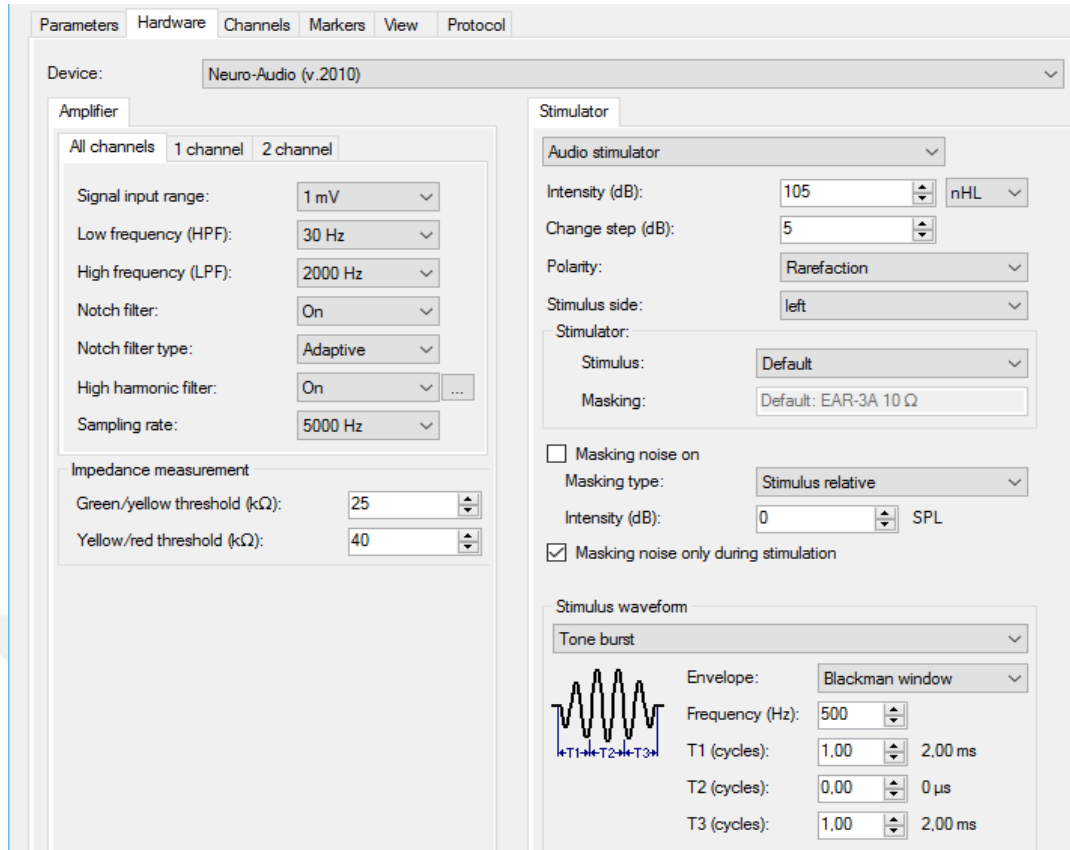 Parameters Hardware Channels Markers View Protocol
Device: Neuro-Audio (v.2010)
Amplifier
All channels 1 channel 2 channel
Signal input range: 1 mV
Low frequency (HPF): 30 Hz
High frequency (LPF): 2000 Hz
Notch filter: On
Notch filter type: Adaptive
High harmonic filter: On ...
Sampling rate: 5000 Hz
Impedance measurement
Green/yellow threshold (kΩ): 25
Yellow/red threshold (kΩ): 40
Stimulator
Audio stimulator
Intensity (dB): 105 nHL
Change step (dB): 5
Polarity: Rarefaction
Stimulus side: left
Stimulator:
Stimulus: Default
Masking: Default: EAR-3A 10 Ω
Masking noise on
Masking type: Stimulus relative
Intensity (dB): 0 SPL
Masking noise only during stimulation
Stimulus waveform
Tone burst
Envelope: Blackman window
Frequency (Hz): 500
T1 T2 T3
T1 (cycles): 1,00 2,00 ms
T2 (cycles): 0,00 0 µs
T3 (cycles): 1,00 2,00 ms